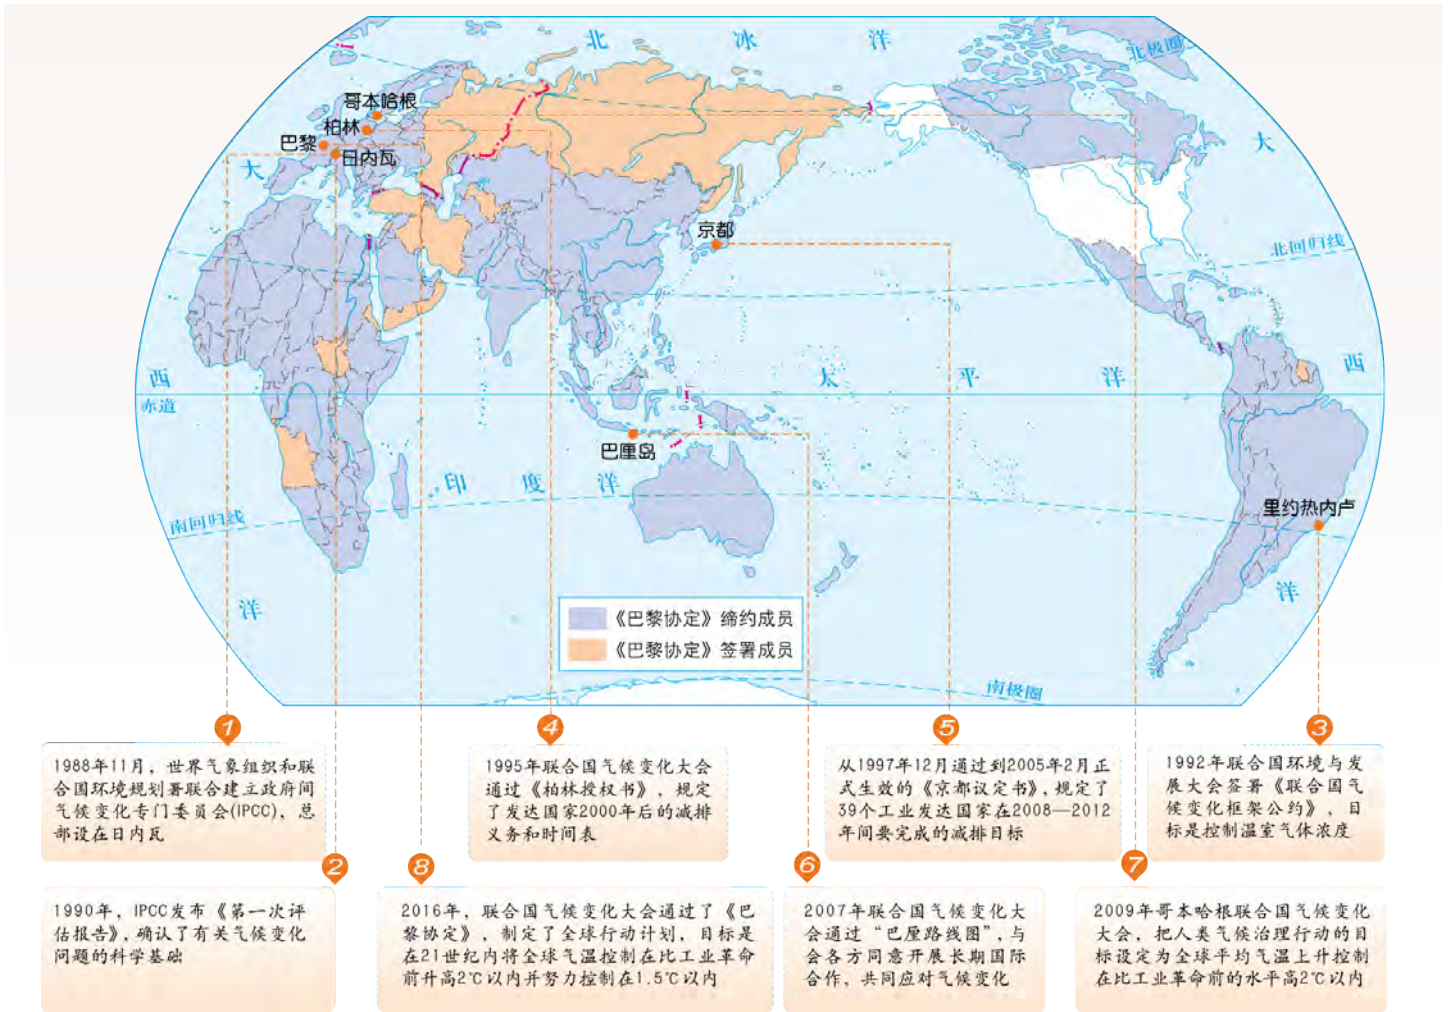 北 冰 洋
北极圈
哥本哈根
柏林
巴黎
日内瓦
大
大
京都
北回归线
西
太 平 洋
西
赤道
巴厘岛
印 度 洋
里约热内卢
南回归线
洋
洋
《巴黎协定》缔约成员
《巴黎协定》签署成员
南极圈
1
1988年11月，世界气象组织和联
合国环境规划署联合建立政府间
气候变化专门委员会(IPCC)，总
部设在日内瓦
4
1995年联合国气候变化大会
通过《柏林授权书》，规定
了发达国家2000年后的减排
义务和时间表
5
从1997年12月通过到2005年2月正
式生效的《京都议定书》，规定了
39个工业发达国家在2008—2012
年间要完成的减排目标
3
1992年联合国环境与发
展大会签署《联合国气
候变化框架公约》，目
标是控制温室气体浓度
2
1990年，IPCC发布《第一次评
估报告》，确认了有关气候变化
问题的科学基础
8
2016年，联合国气候变化大会通过了《巴
黎协定》，制定了全球行动计划，目标是
在21世纪内将全球气温控制在比工业革命
前升高2℃以内并努力控制在1.5℃以内
6
2007年联合国气候变化大
会通过“巴厘路线图”，与
会各方同意开展长期国际
合作，共同应对气候变化
7
2009年哥本哈根联合国气候变化
大会，把人类气候治理行动的目
标设定为全球平均气温上升控制
在比工业革命前的水平高2℃以内